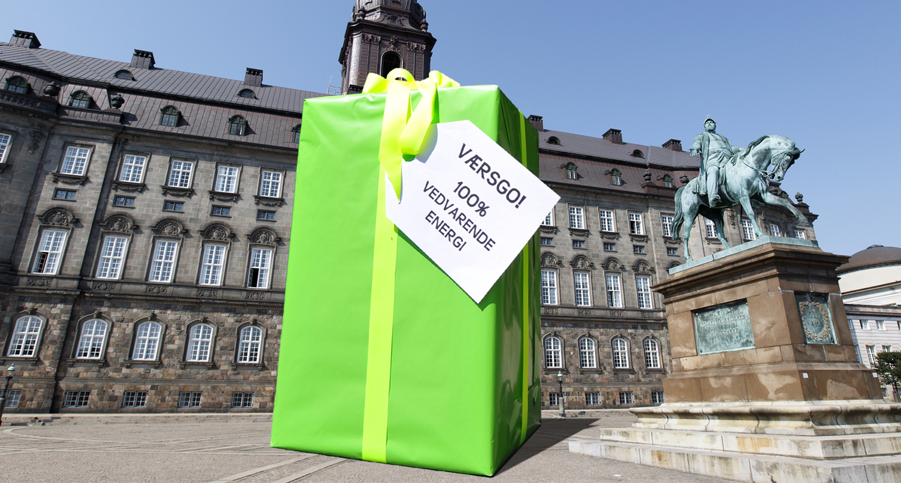 VÆRSGO!
100%
VEDVARENDE
ENERGI